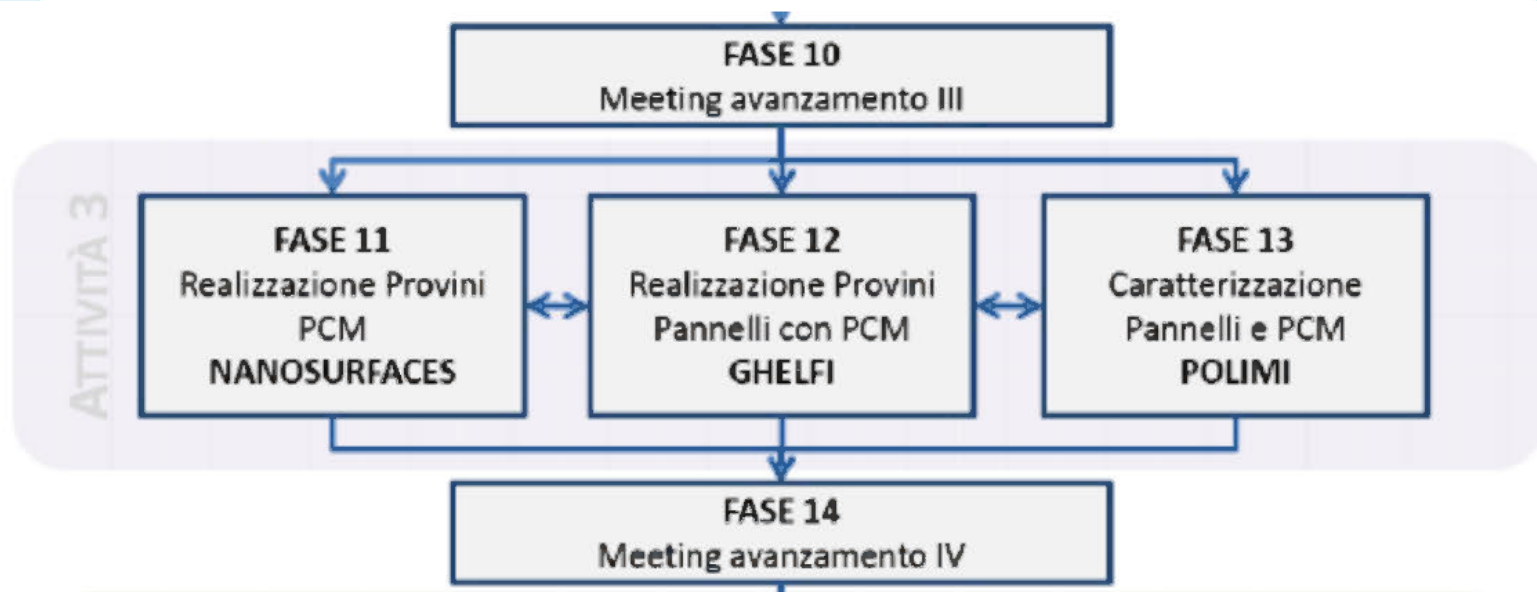 FASE 10
Meeting avanzamento III
ATTIVITÀ 3
FASE 11
Realizzazione Provini
PCM
NANOSURFACES
FASE 12
Realizzazione Provini
Pannelli con PCM
GHELFI
FASE 13
Caratterizzazione
Pannelli e PCM
POLIMI
FASE 14
Meeting avanzamento IV